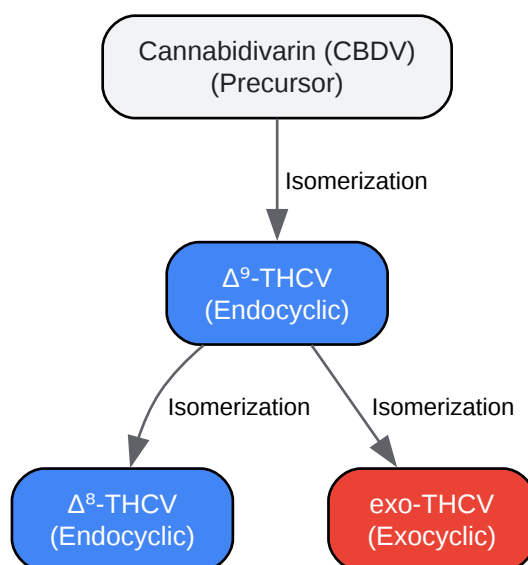 Cannabidivarin (CBDV)
(Precursor)
Isomerization
Δ⁹-THCV
(Endocyclic)
Isomerization
Isomerization
Δ⁸-THCV
(Endocyclic)
exo-THCV
(Exocyclic)